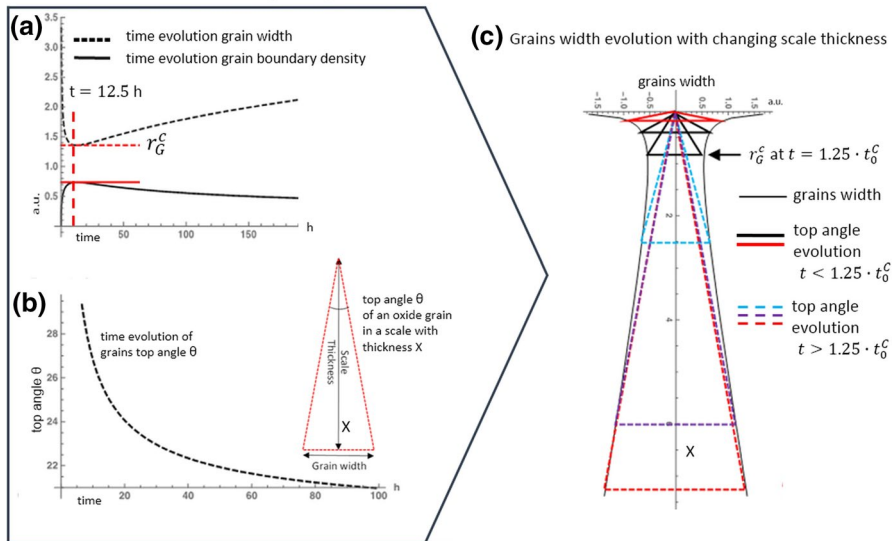 (a)
3.5
3.0
2.5
2.0
1.5
1.0
0.5
a.u.
time evolution grain width
time evolution grain boundary density
t = 12.5 h
r_G^c
time
50
100
150
h
(b)
28
26
24
22
top angle θ
time evolution of
grains top angle θ
top angle θ
of an oxide grain
in a scale with
thickness X
Scale
Thickness
X
Grain width
time
20
40
60
80
100
h
(c) Grains width evolution with changing scale thickness
grains width
-1.5
-1.0
-0.5
0.5
1.0
1.5
a.u.
r_G^c at t = 1.25 · t_0^C
grains width
top angle
evolution
t < 1.25 · t_0^C
top angle
evolution
t > 1.25 · t_0^C
2
4
6
X